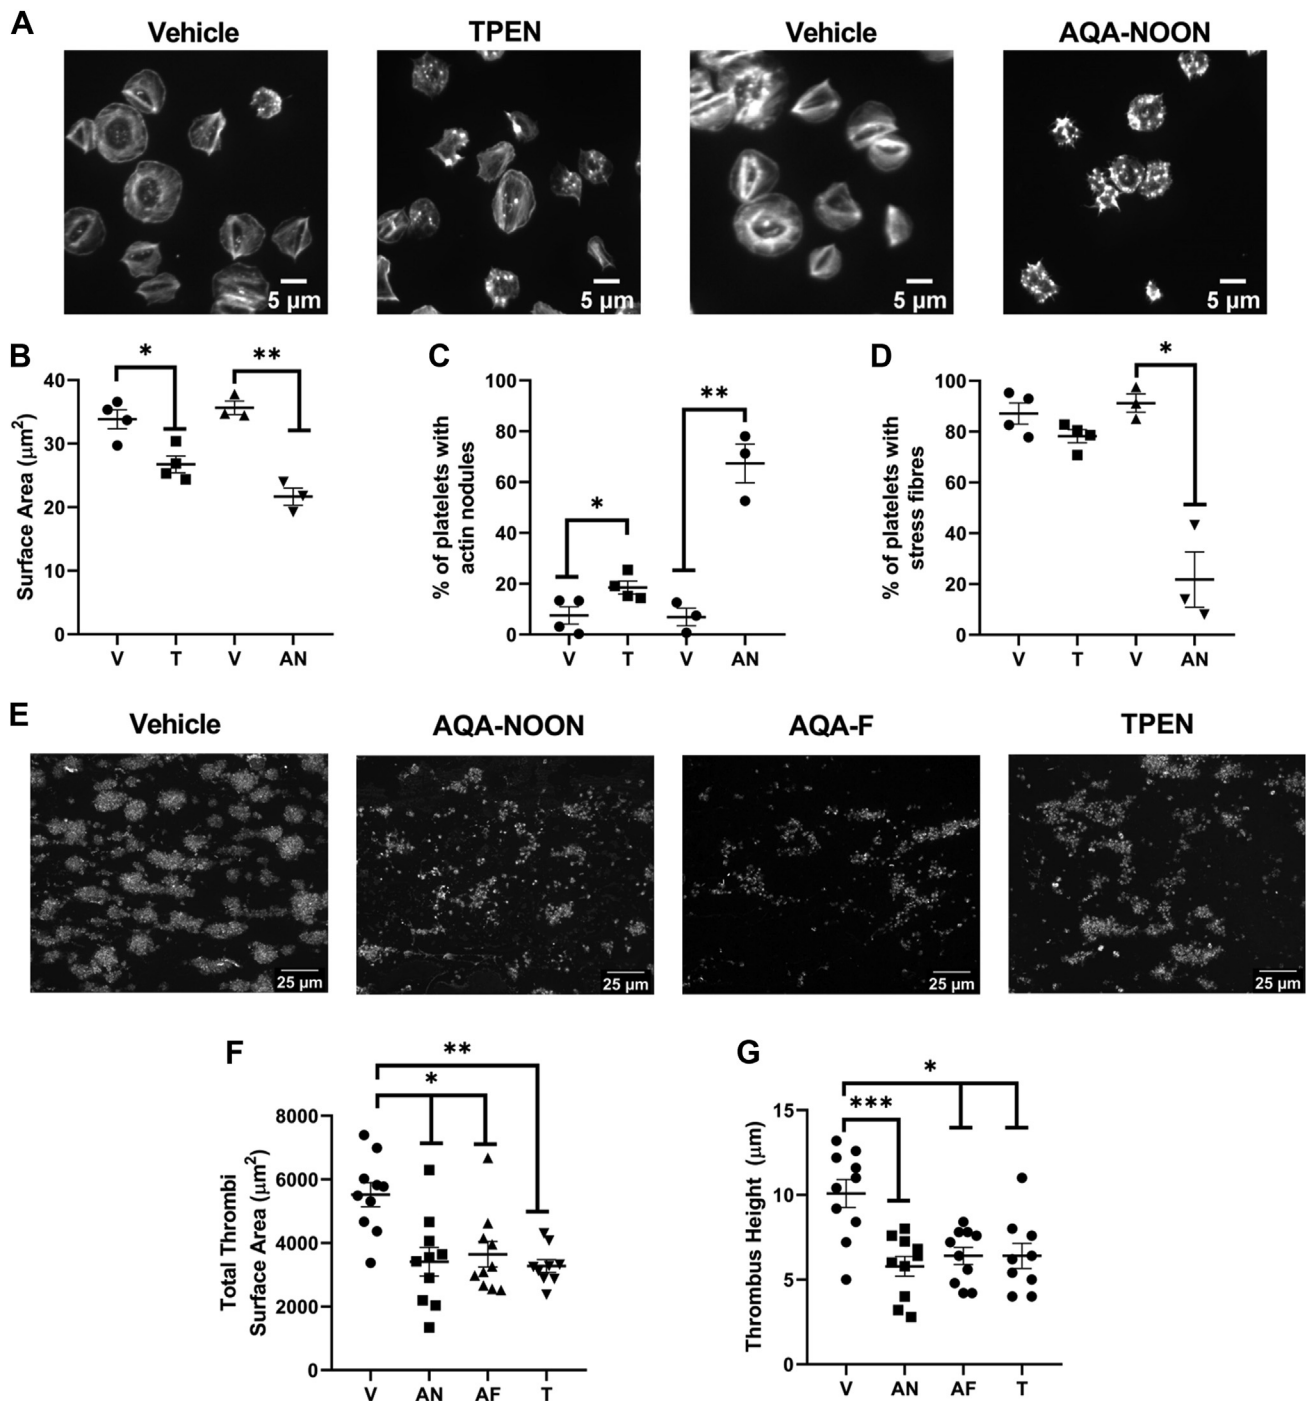 A
Vehicle
TPEN
Vehicle
AQA-NOON
5 μm
5 μm
5 μm
5 μm
B
Surface Area (μm2)
40
30
20
10
0
*
**
V
T
V
AN
C
% of platelets with
actin nodules
100
80
60
40
20
0
*
**
V
T
V
AN
D
% of platelets with
stress fibres
100
80
60
40
20
0
*
V
T
V
AN
E
Vehicle
AQA-NOON
AQA-F
TPEN
25 μm
25 μm
25 μm
25 μm
F
Total Thrombi
Surface Area (μm2)
8000
6000
4000
2000
0
**
*
V
AN
AF
T
G
Thrombus Height (μm)
15
10
5
0
*
***
V
AN
AF
T